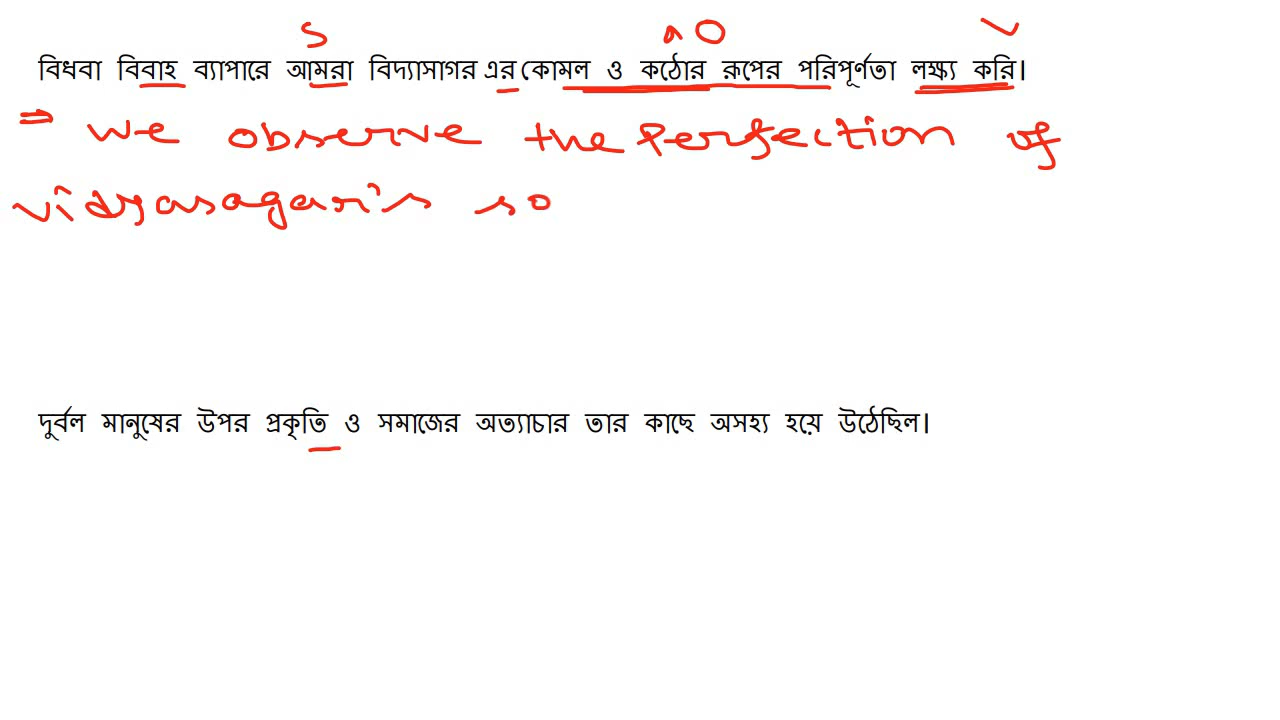 S ^O V
বিধবা বিবাহ ব্যাপারে আমরা বিদ্যাসাগর এর কোমল ও কঠোর রূপের পরিপূর্ণতা লক্ষ্য করি।
⇒ we observe the Perfection of
vidyasagar's so
দুর্বল মানুষের উপর প্রকৃতি ও সমাজের অত্যাচার তার কাছে অসহ্য হয়ে উঠেছিল।